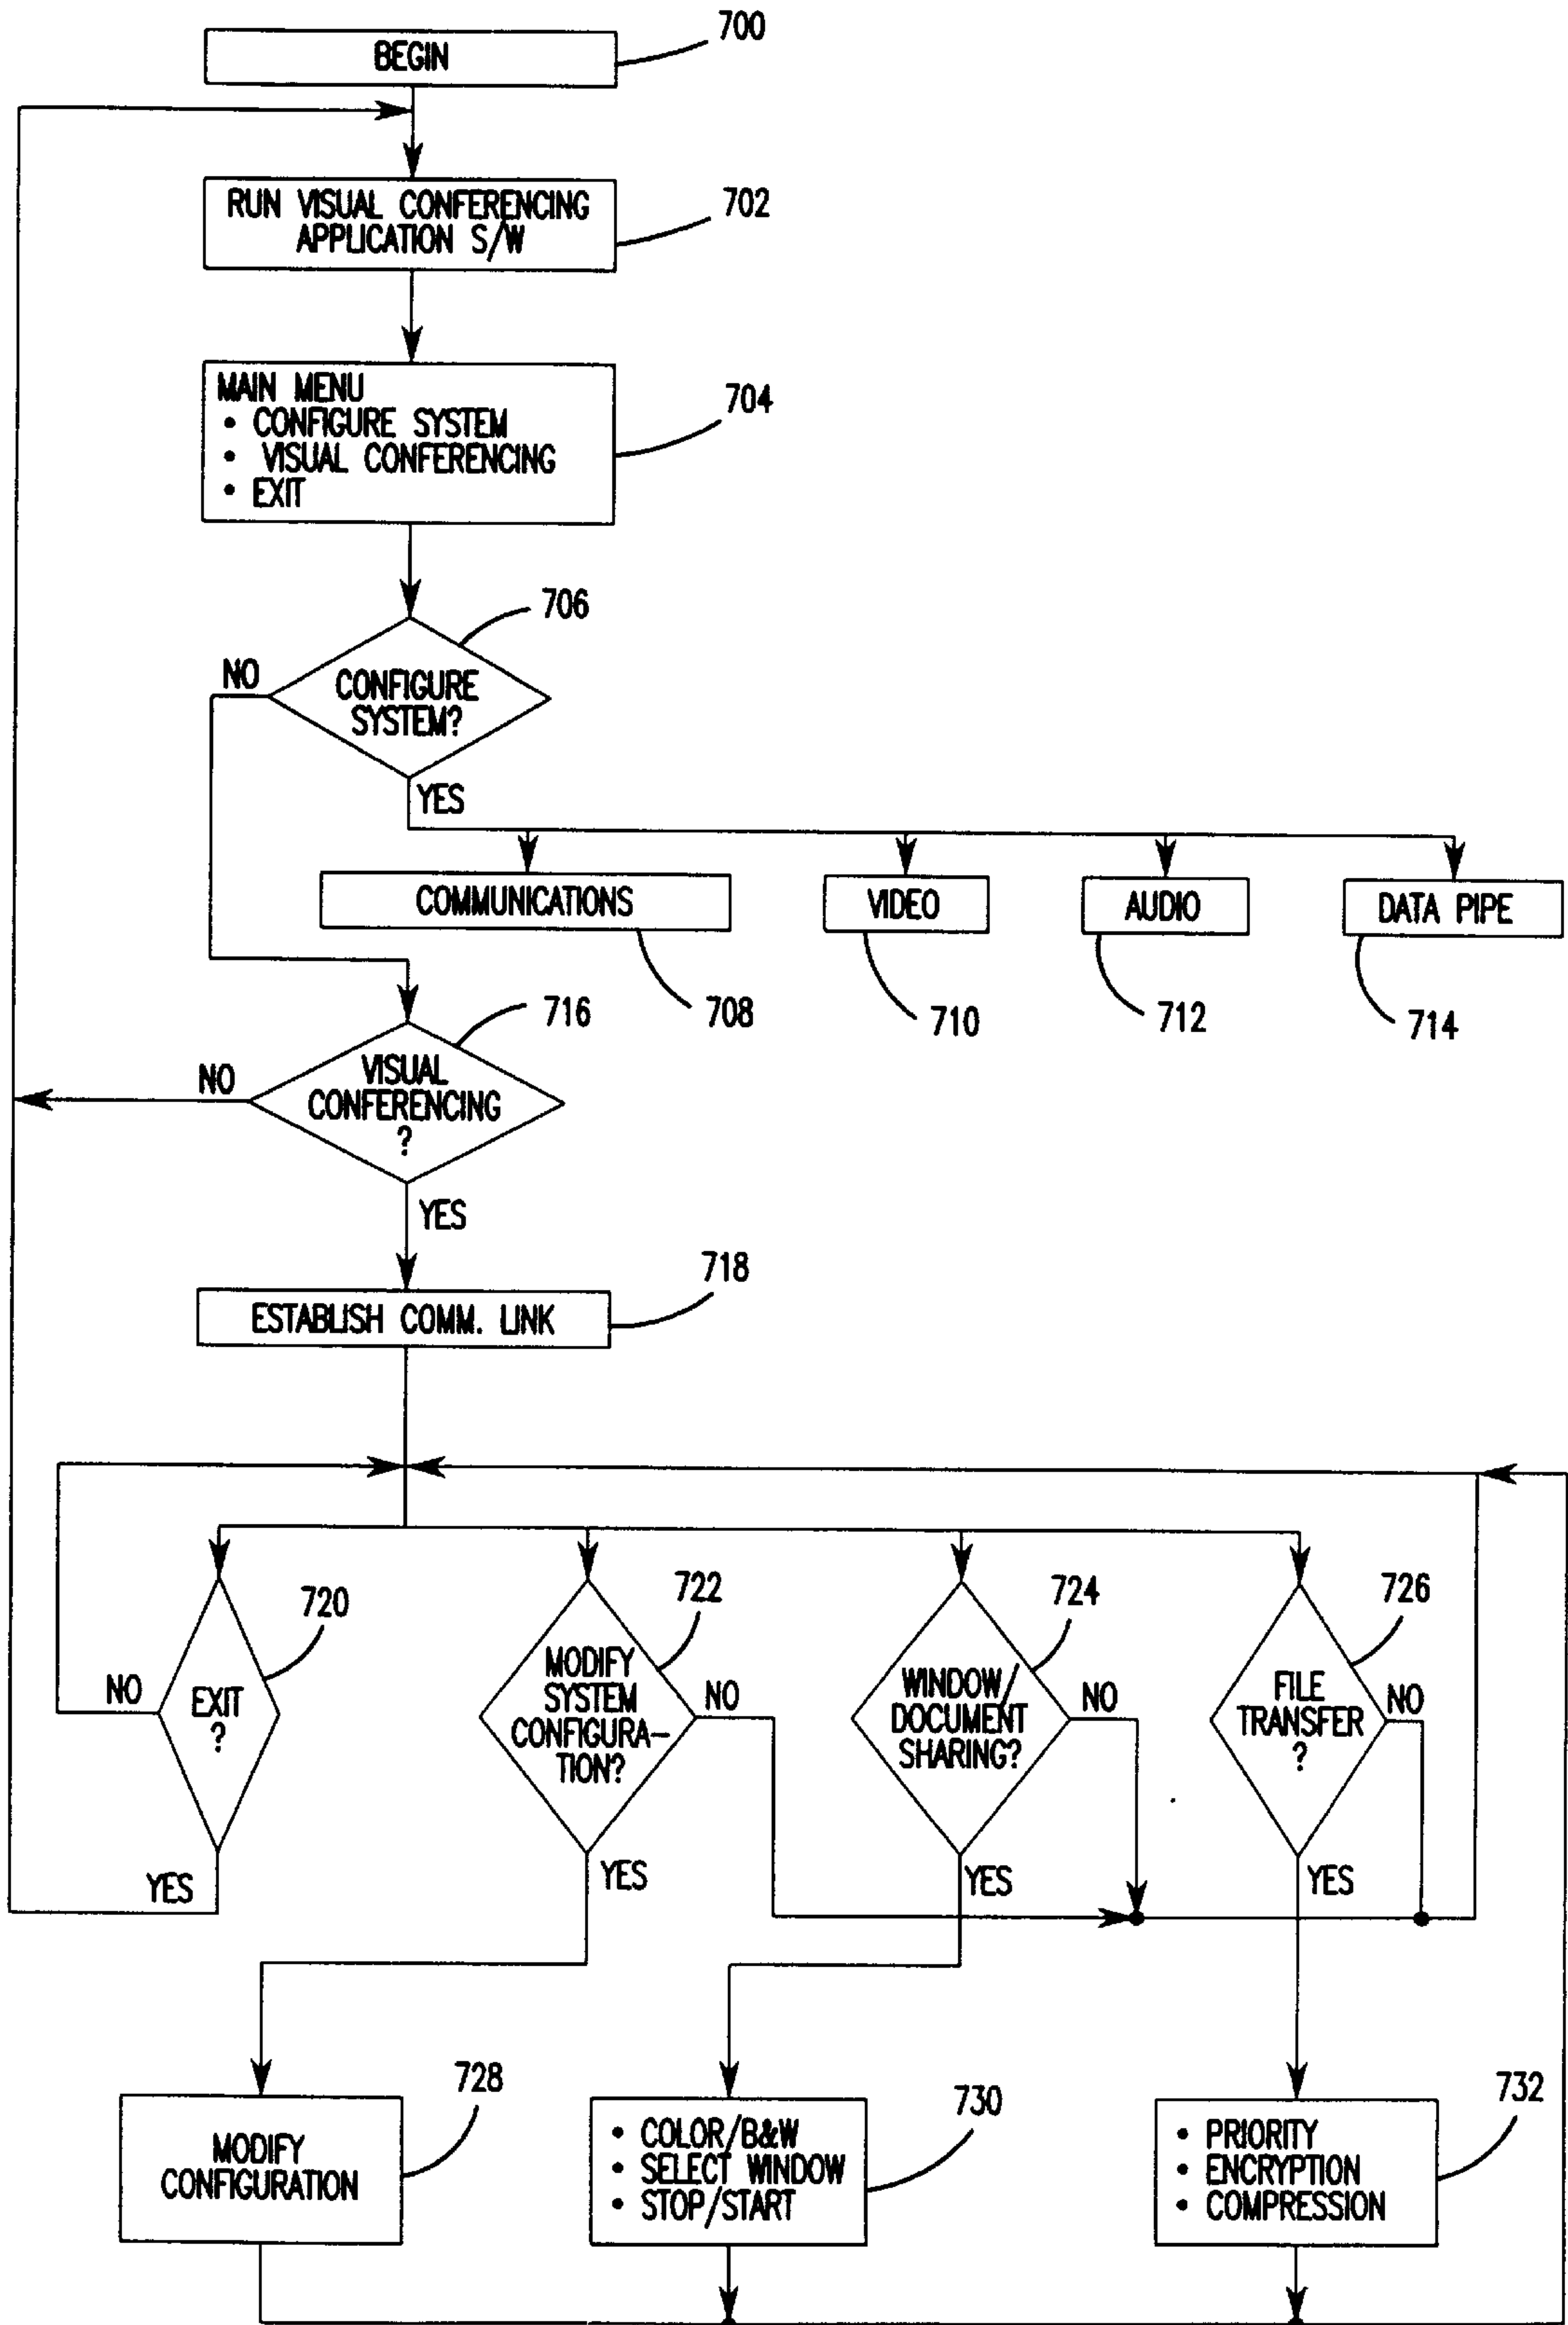 BEGIN
700
RUN VISUAL CONFERENCING
APPLICATION S/W
702
MAIN MENU
• CONFIGURE SYSTEM
• VISUAL CONFERENCING
• EXIT
704
706
NO
CONFIGURE
SYSTEM?
YES
COMMUNICATIONS
VIDEO
AUDIO
DATA PIPE
708
710
712
714
716
NO
VISUAL
CONFERENCING
?
YES
718
ESTABLISH COMM. LINK
720
722
724
726
NO
EXIT
?
YES
MODIFY
SYSTEM
CONFIGURA-
TION?
NO
YES
WINDOW/
DOCUMENT
SHARING?
NO
YES
FILE
TRANSFER
?
NO
YES
728
MODIFY
CONFIGURATION
730
• COLOR/B&W
• SELECT WINDOW
• STOP/START
732
• PRIORITY
• ENCRYPTION
• COMPRESSION